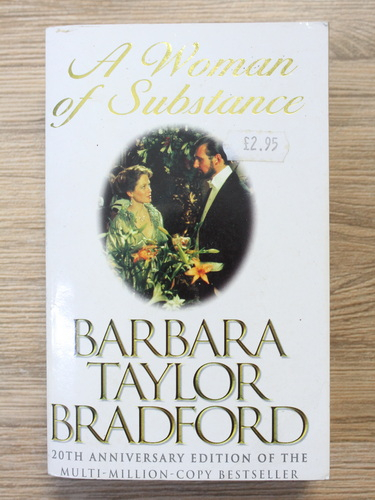 A Woman
of Substance
£2.95
BARBARA
TAYLOR
BRADFORD
20TH ANNIVERSARY EDITION OF THE
MULTI-MILLION-COPY BESTSELLER